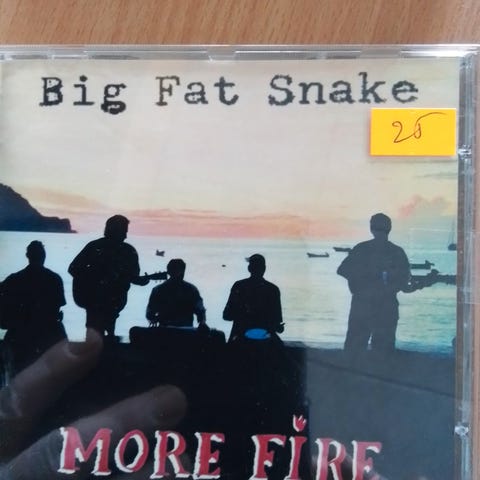 Big Fat Snake
25
MORE FIRE